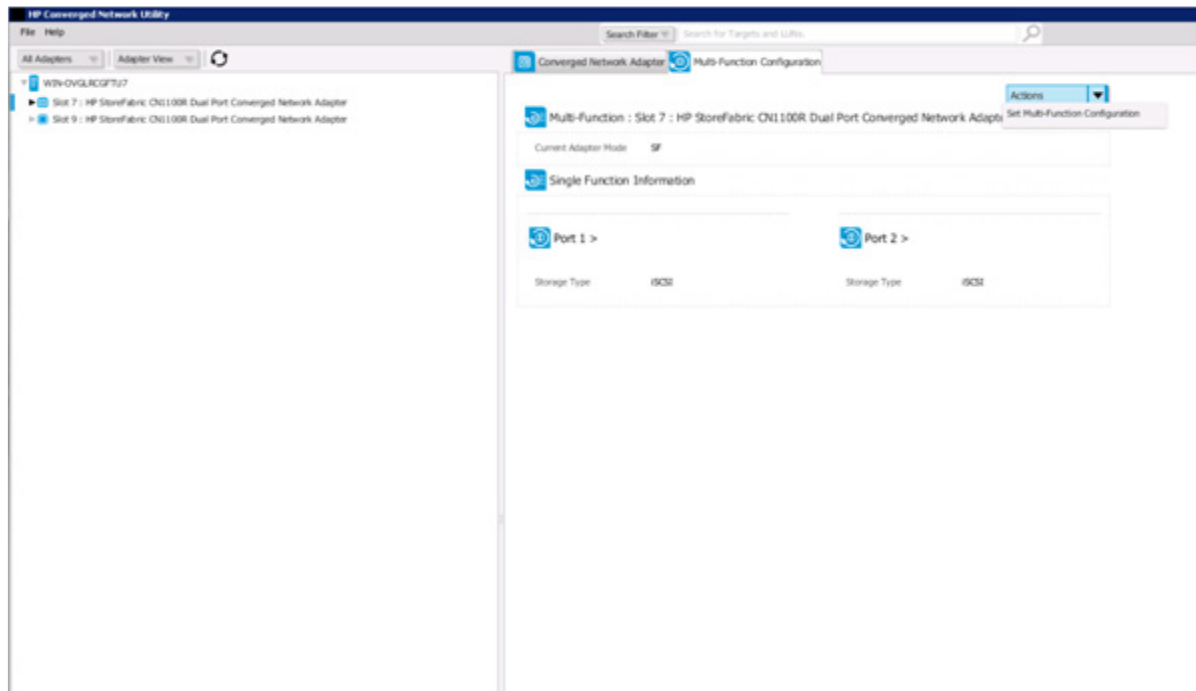 HP Converged Network Utility
File Help
Search Filter
Search for Targets and LUNs.
All Adapters
Adapter View
Converged Network Adapter
Multi-Function Configuration
WIN-OVGLRCGFTU7
Slot 7 : HP StoreFabric CN1100R Dual Port Converged Network Adapter
Slot 9 : HP StoreFabric CN1100R Dual Port Converged Network Adapter
Actions
Set Multi-Function Configuration
Multi-Function : Slot 7 : HP StoreFabric CN1100R Dual Port Converged Network Adapt
Current Adapter Mode SF
Single Function Information
Port 1 > Port 2 >
Storage Type iSCSI Storage Type iSCSI